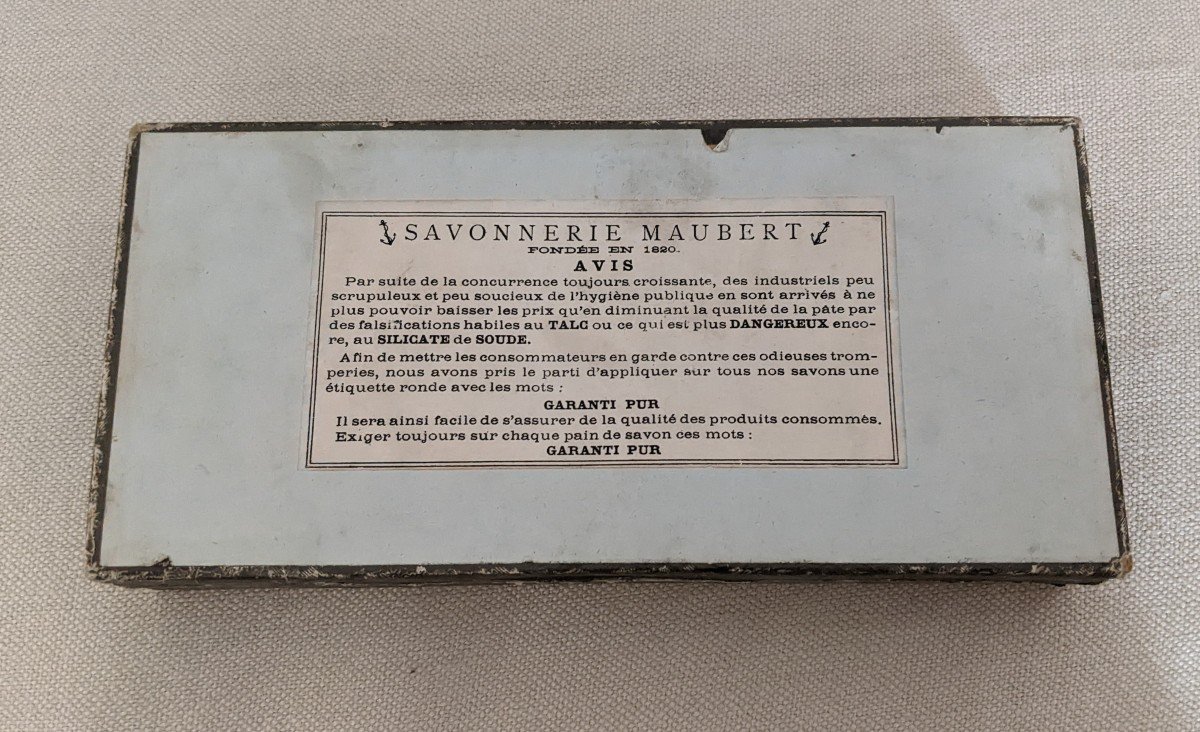 SAVONNERIE MAUBERT
FONDÉE EN 1820.
AVIS
Par suite de la concurrence toujours croissante, des industriels peu
scrupuleux et peu soucieux de l'hygiène publique en sont arrivés à ne
plus pouvoir baisser les prix qu'en diminuant la qualité de la pâte par
des falsifications habiles au TALC ou ce qui est plus DANGEREUX enco-
re, au SILICATE de SOUDE.
Afin de mettre les consommateurs en garde contre ces odieuses trom-
peries, nous avons pris le parti d'appliquer sur tous nos savons une
étiquette ronde avec les mots :
GARANTI PUR
Il sera ainsi facile de s'assurer de la qualité des produits consommés.
Exiger toujours sur chaque pain de savon ces mots :
GARANTI PUR